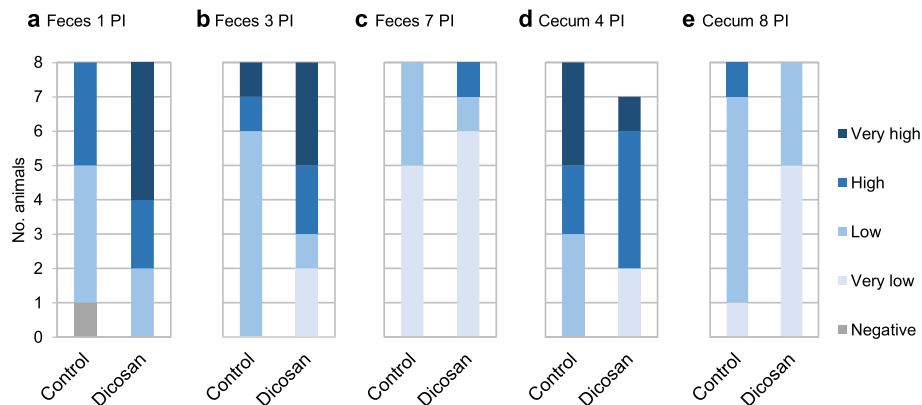 a Feces 1 PI
b Feces 3 PI
c Feces 7 PI
d Cecum 4 PI
e Cecum 8 PI
No. animals
8
7
6
5
4
3
2
1
0
Control
Dicosan
Control
Dicosan
Control
Dicosan
Control
Dicosan
Control
Dicosan
Very high
High
Low
Very low
Negative